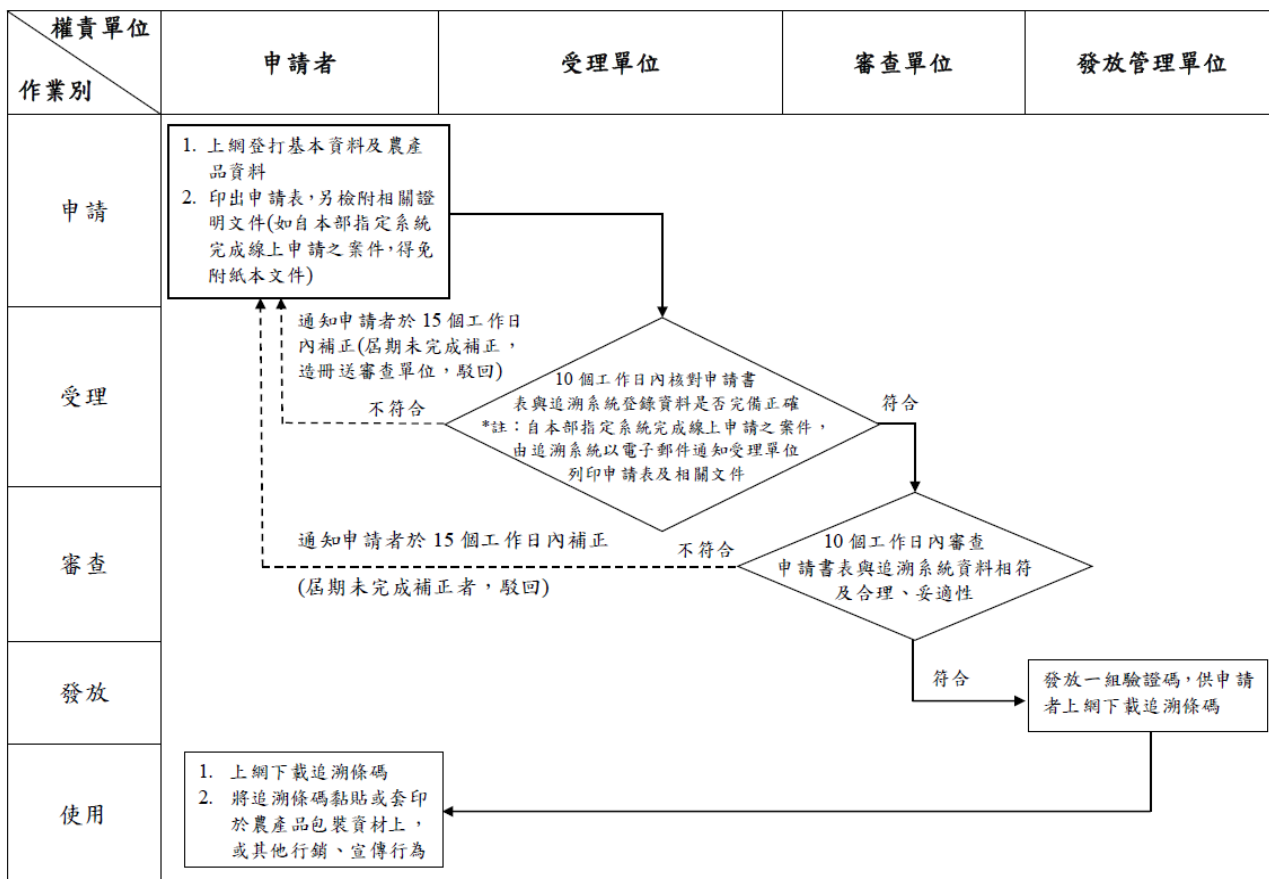 權責單位
作業別
申請者
受理單位
審查單位
發放管理單位
申請
1. 上網登打基本資料及農產
品資料
2. 印出申請表,另檢附相關證
明文件(如自本部指定系統
完成線上申請之案件,得免
附紙本文件)
受理
通知申請者於 15 個工作日
內補正(屆期未完成補正,
造冊送審查單位,駁回)
不符合
10 個工作日內核對申請書
表與追溯系統登錄資料是否完備正確
*註:自本部指定系統完成線上申請之案件,
由追溯系統以電子郵件通知受理單位
列印申請表及相關文件
符合
審查
通知申請者於 15 個工作日內補正
(屆期未完成補正者,駁回)
不符合
10 個工作日內審查
申請書表與追溯系統資料相符
及合理、妥適性
發放
符合
發放一組驗證碼,供申請
者上網下載追溯條碼
使用
1. 上網下載追溯條碼
2. 將追溯條碼黏貼或套印
於農產品包裝資材上,
或其他行銷、宣傳行為